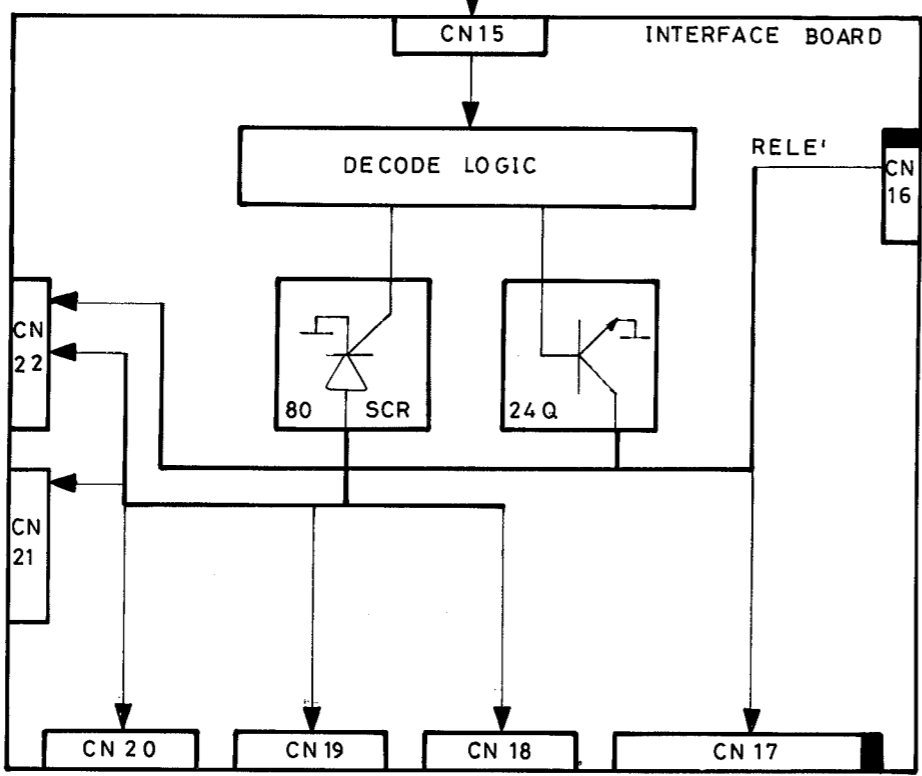 CN15
INTERFACE BOARD
DECODE LOGIC
RELE'
CN
16
CN
22
80 SCR
24Q
CN
21
CN 20
CN 19
CN 18
CN 17